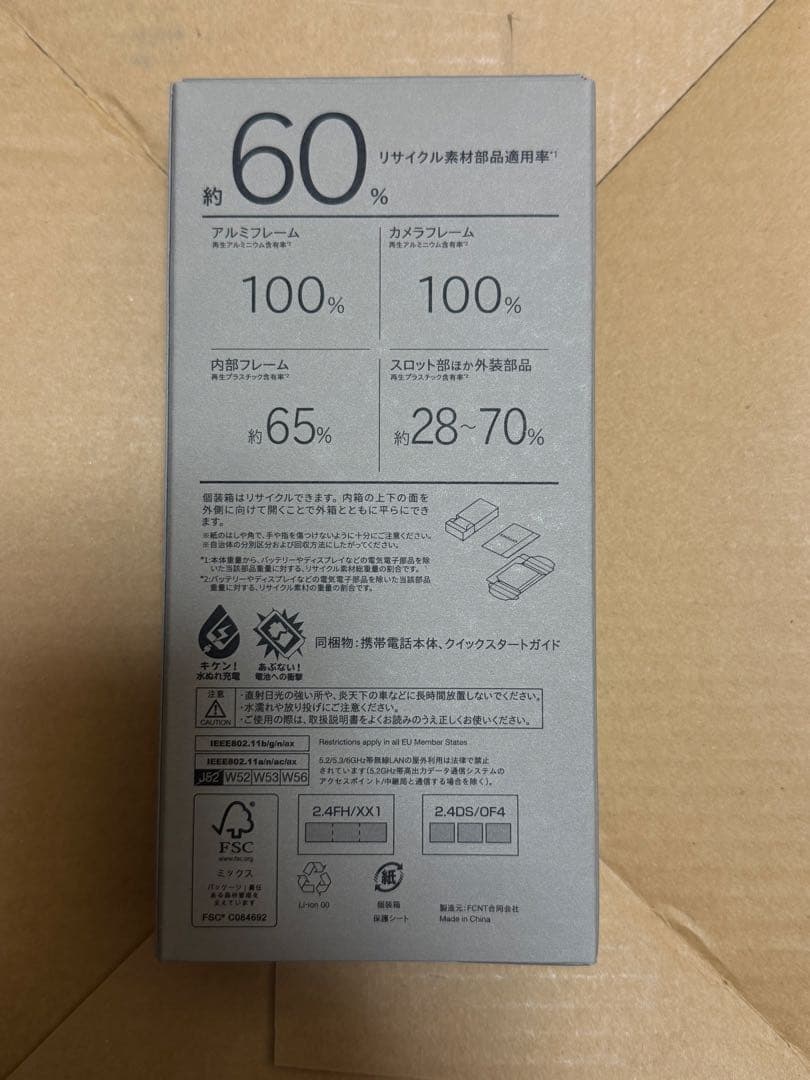 約60% リサイクル素材部品適用率*1
アルミフレーム
再生アルミニウム含有率*2
100%
カメラフレーム
再生アルミニウム含有率*2
100%
内部フレーム
再生プラスチック含有率*2
約65%
スロット部ほか外装部品
再生プラスチック含有率*2
約28~70%
個装箱はリサイクルできます。内箱の上下の面を
外側に向けて開くことで外箱とともに平らにでき
ます。
※紙のはしや角で、手や指を傷つけないように十分にご注意ください。
※自治体の分別区分および回収方法にしたがってください。
*1:本体重量から、バッテリーやディスプレイなどの電気電子部品を除
いた当該部品重量に対する、リサイクル素材総重量の割合です。
*2:バッテリーやディスプレイなどの電気電子部品を除いた当該部品
重量に対する、リサイクル素材の重量の割合です。
キケン!
水ぬれ充電
あぶない!
電池への衝撃
同梱物:携帯電話本体、クイックスタートガイド
注意
CAUTION
・直射日光の強い所や、炎天下の車などに長時間放置しないでください。
・水濡れや放り投げにご注意ください。
・ご使用の際は、取扱説明書をよくお読みのうえ正しくお使いください。
IEEE802.11b/g/n/ax
Restrictions apply in all EU Member States
IEEE802.11a/n/ac/ax
J52 W52 W53 W56
5.2/5.3/6GHz帯無線LANの屋外利用は法律で禁止
されています(5.2GHz帯高出力データ通信システムの
アクセスポイント/中継局と通信する場合を除く)。
FSC
www.fsc.org
ミックス
パッケージ|責任
ある森林管理を
支えています
FSC® C084692
2.4FH/XX1
2.4DS/OF4
Li-ion 00
紙
個装箱
保護シート
製造元:FCNT合同会社
Made in China